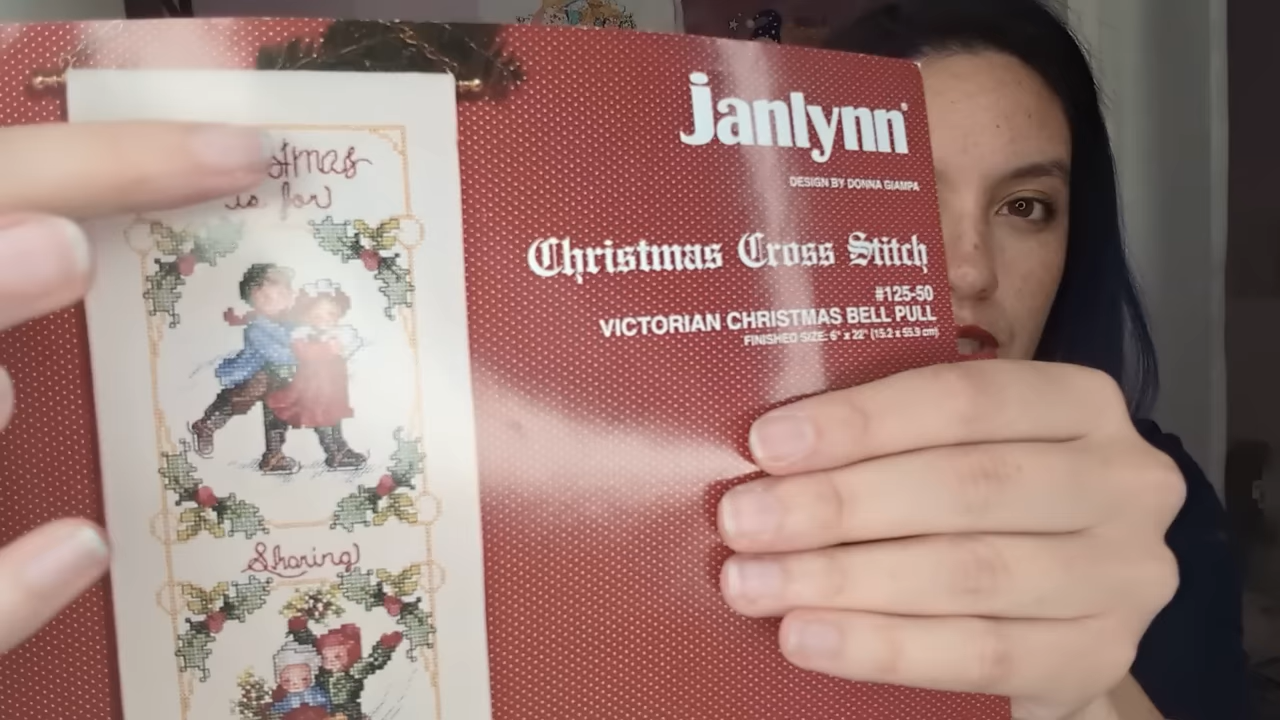 is for
Sharing
janlynn
DESIGN BY DONNA GIAMPA
Christmas Cross Stitch
#125-50
VICTORIAN CHRISTMAS BELL PULL
FINISHED SIZE: 6" x 22" (15.2 x 55.9 cm)